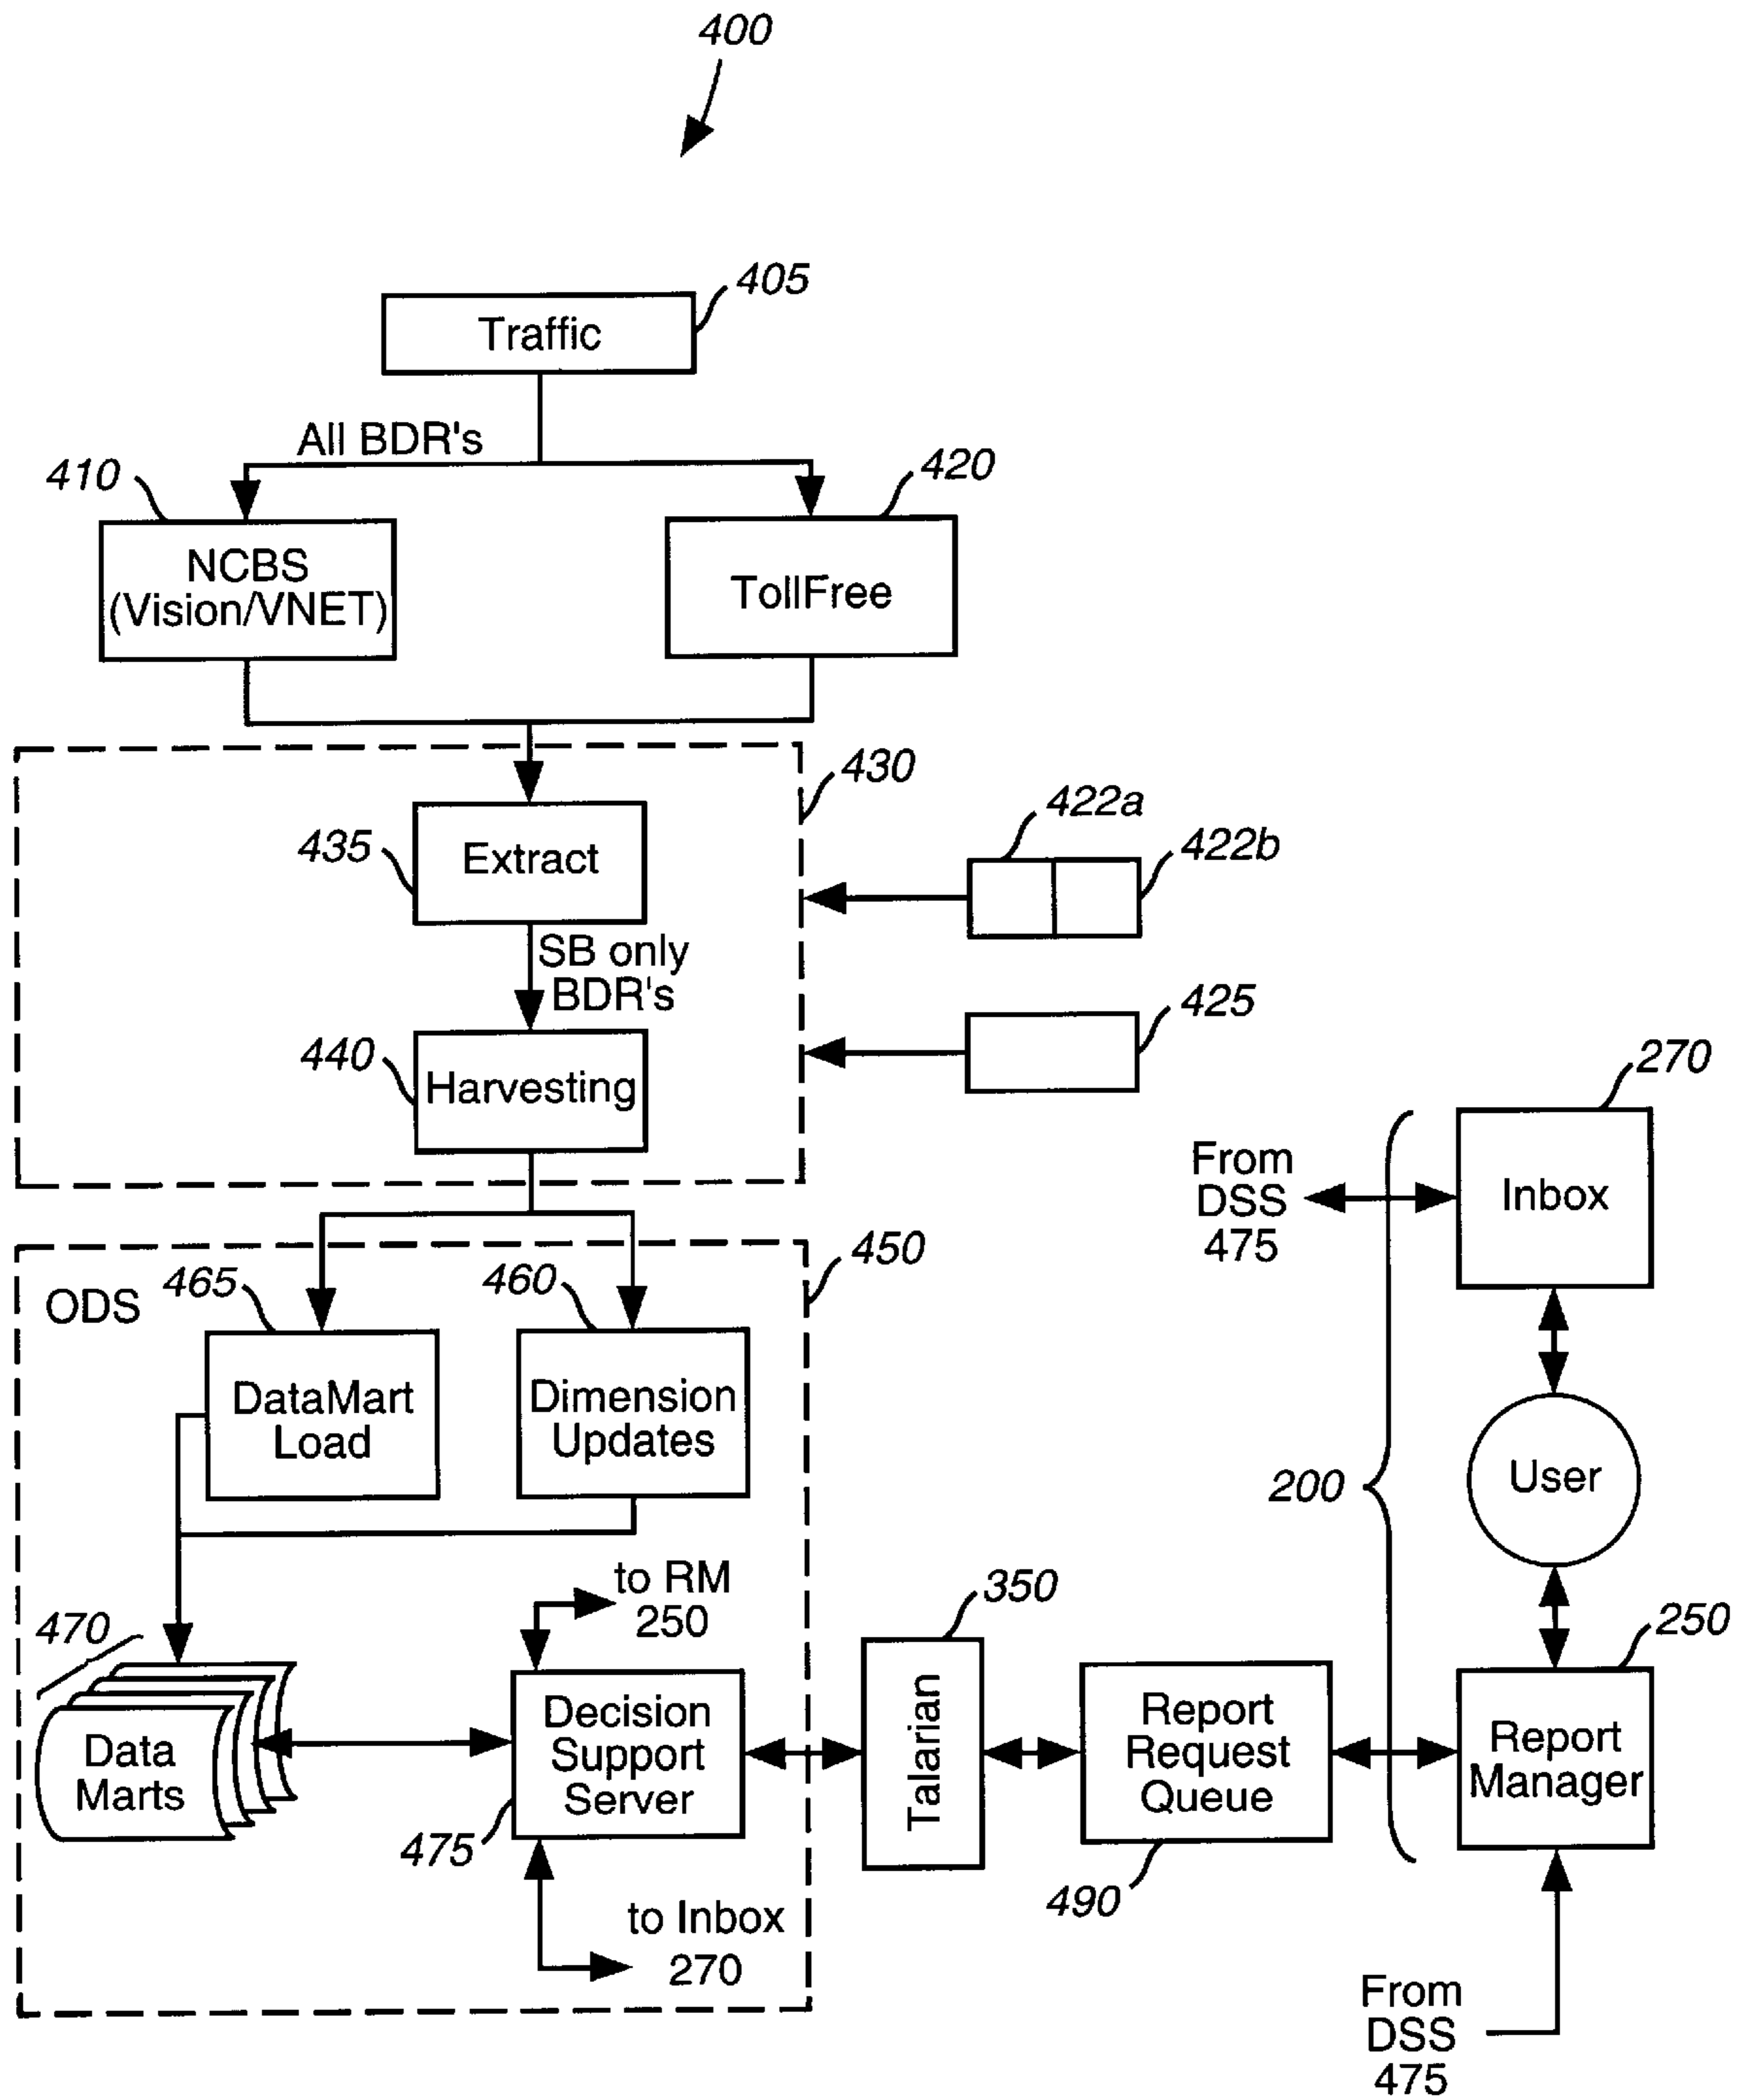 400
405
Traffic
All BDR's
410
420
NCBS
(Vision/VNET)
TollFree
430
422a
422b
435
Extract
SB only
BDR's
425
440
Harvesting
270
From
DSS
475
Inbox
450
ODS
465
460
DataMart
Load
Dimension
Updates
200
User
to RM
250
350
250
470
Data
Marts
Decision
Support
Server
475
Talarian
Report
Request
Queue
490
Report
Manager
to Inbox
270
From
DSS
475